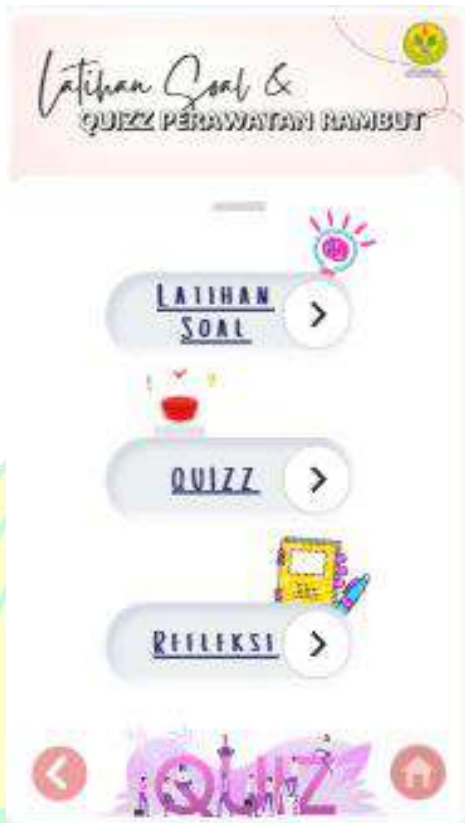 Latihan Soal &
QUIZZ PERAWATAN RAMBUT
LATIHAN
SOAL
QUIZZ
REFLEKSI
QUIZ